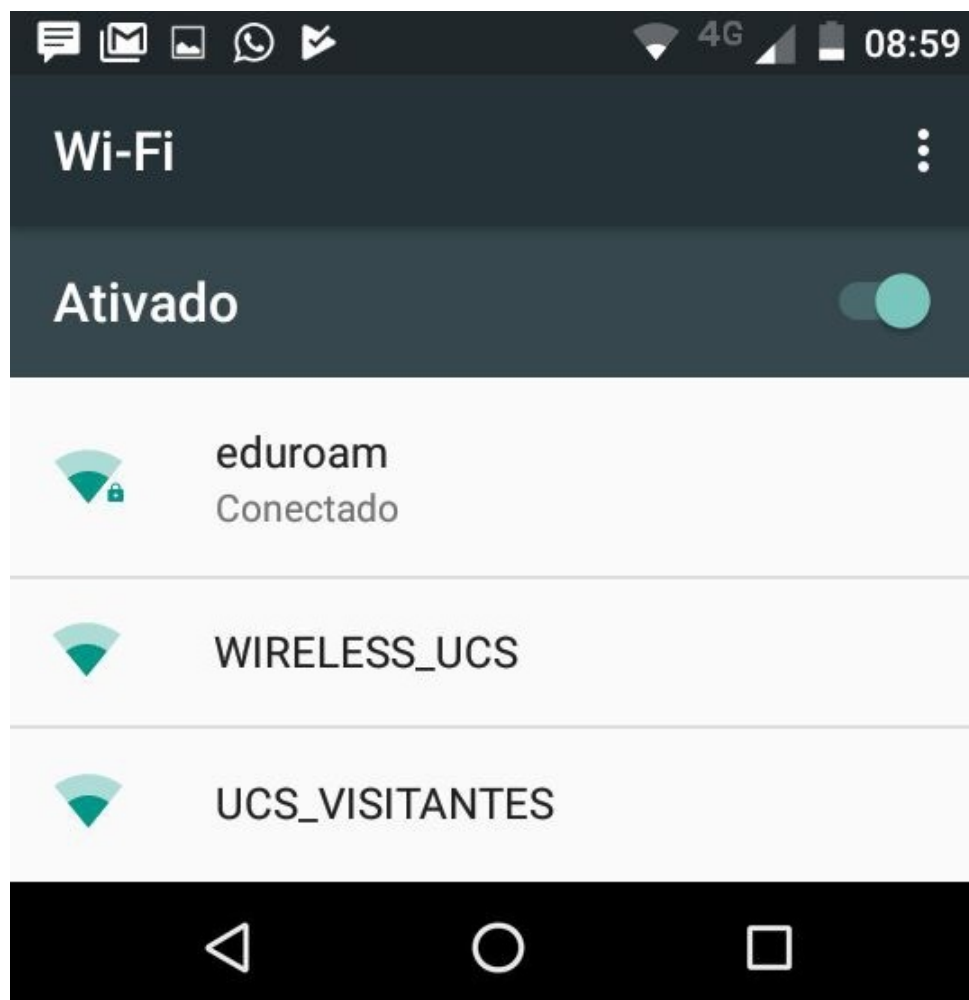 4G 08:59
Wi-Fi
Ativado
eduroam
Conectado
WIRELESS_UCS
UCS_VISITANTES